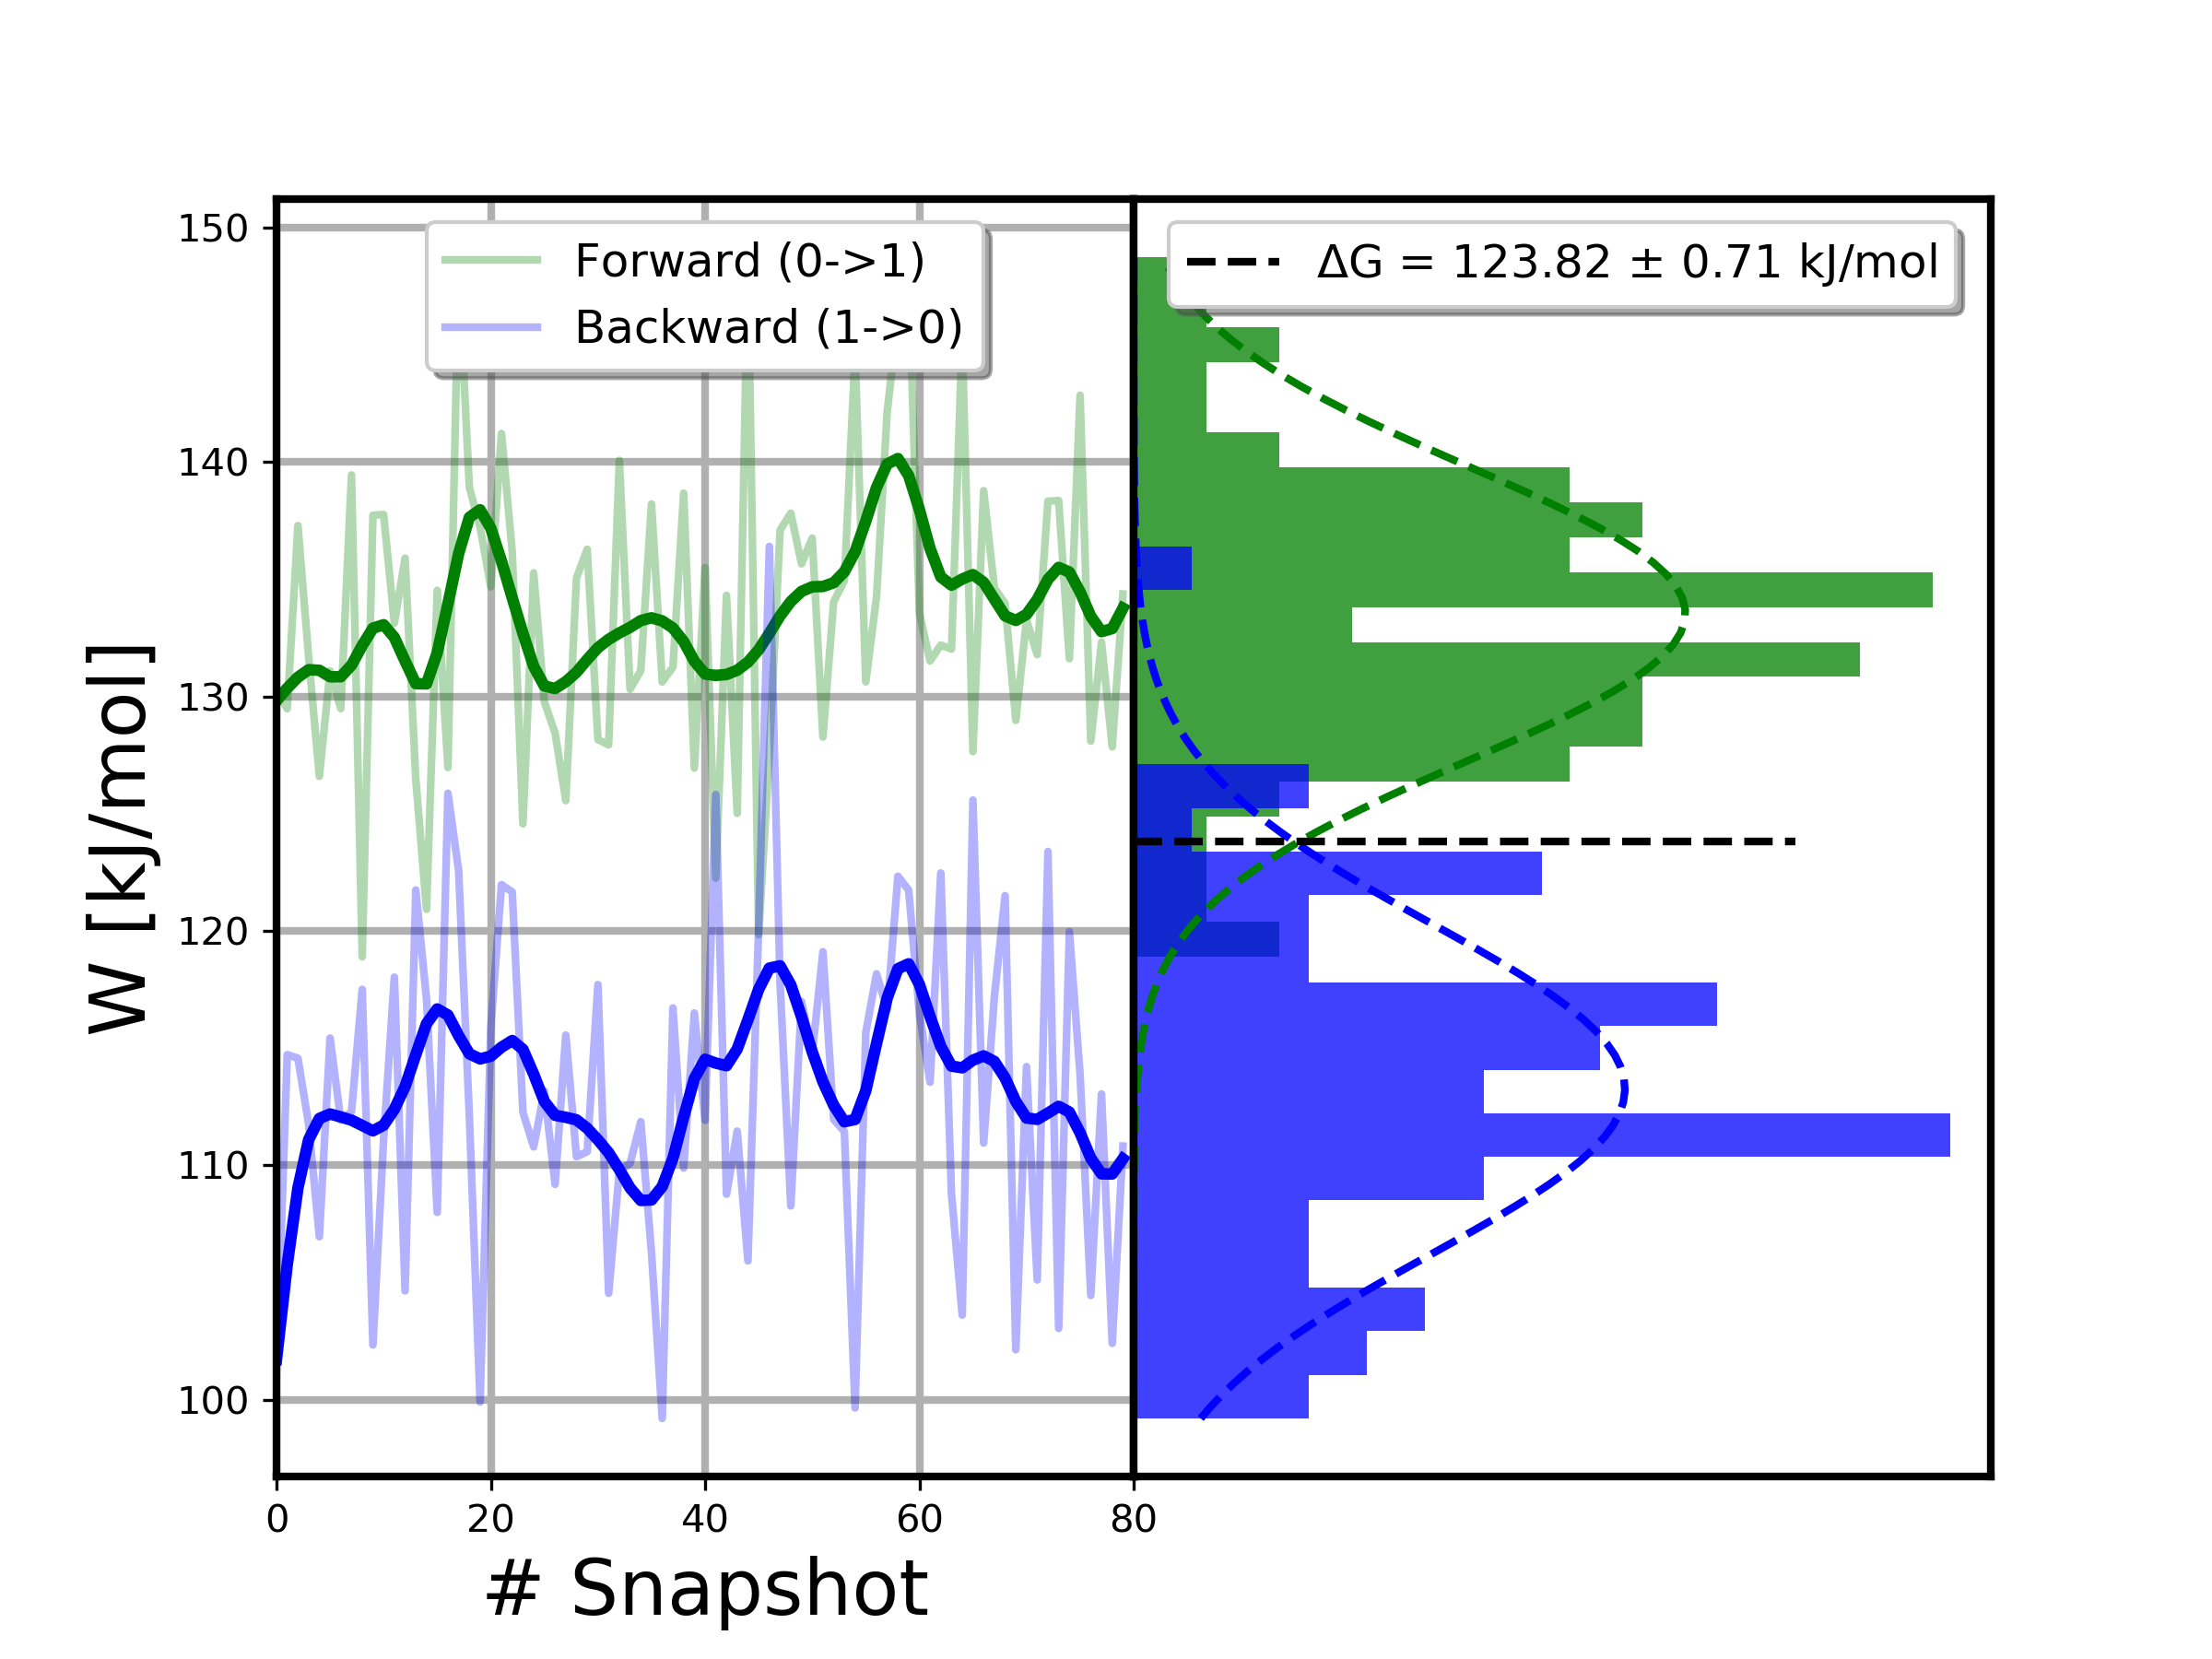 Forward (0->1)
Backward (1->0)
ΔG = 123.82 ± 0.71 kJ/mol
W [kJ/mol]
150
140
130
120
110
100
0 20 40 60 80
# Snapshot